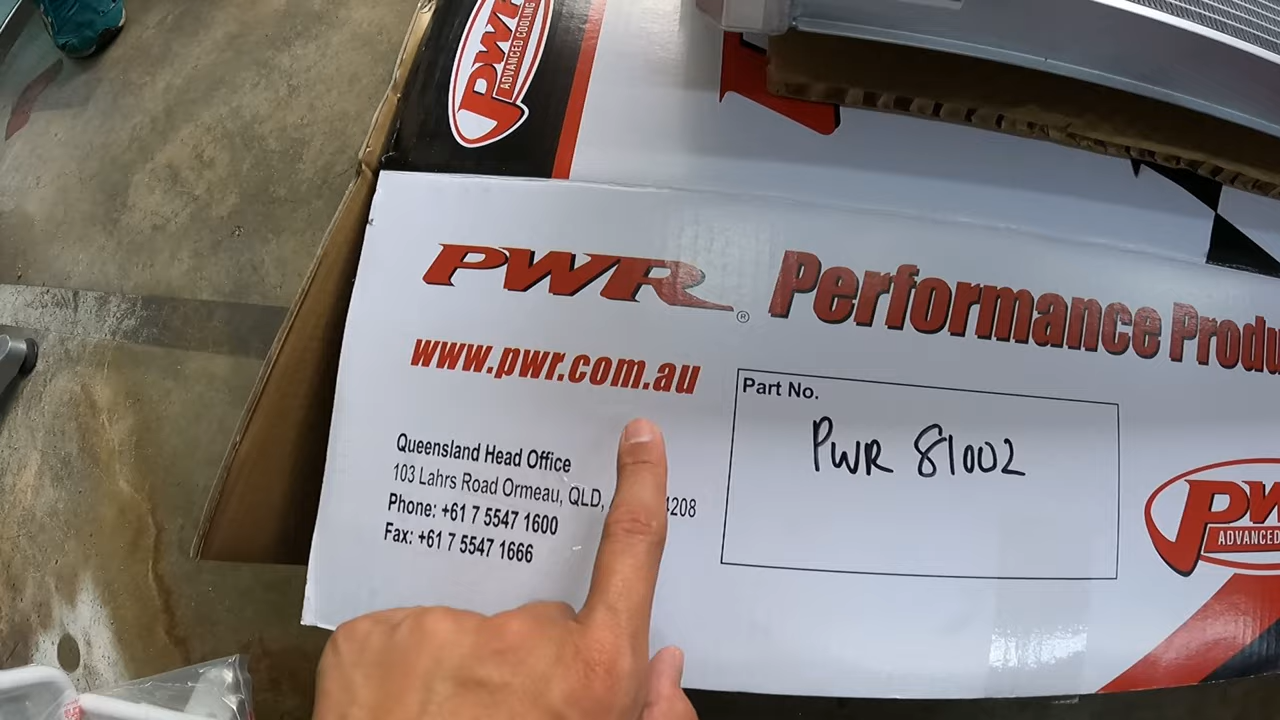 PWR
ADVANCED COOLING
PWR® Performance
www.pwr.com.au
Part No.
PWR 81002
Queensland Head Office
103 Lahrs Road Ormeau, QLD,
Phone: +61 7 5547 1600
Fax: +61 7 5547 1666
ADVANCED